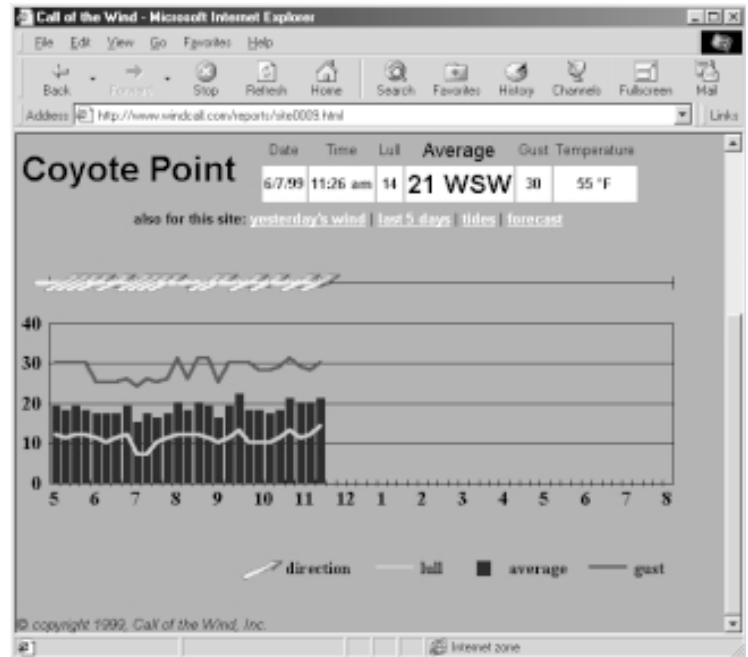 Call of the Wind - Microsoft Internet Explorer
File Edit View Go Favorites Help
Back Forward Stop Refresh Home Search Favorites History Channels Fullscreen Mail
Address http://www.windcall.com/reports/site0009.html Links
Date Time Lull Average Gust Temperature
Coyote Point 6/7/99 11:26 am 14 21 WSW 30 55 °F
also for this site: yesterday's wind | last 5 days | tides | forecast
40
30
20
10
0
5 6 7 8 9 10 11 12 1 2 3 4 5 6 7 8
direction lull average gust
© copyright 1999, Call of the Wind, Inc.
Internet zone